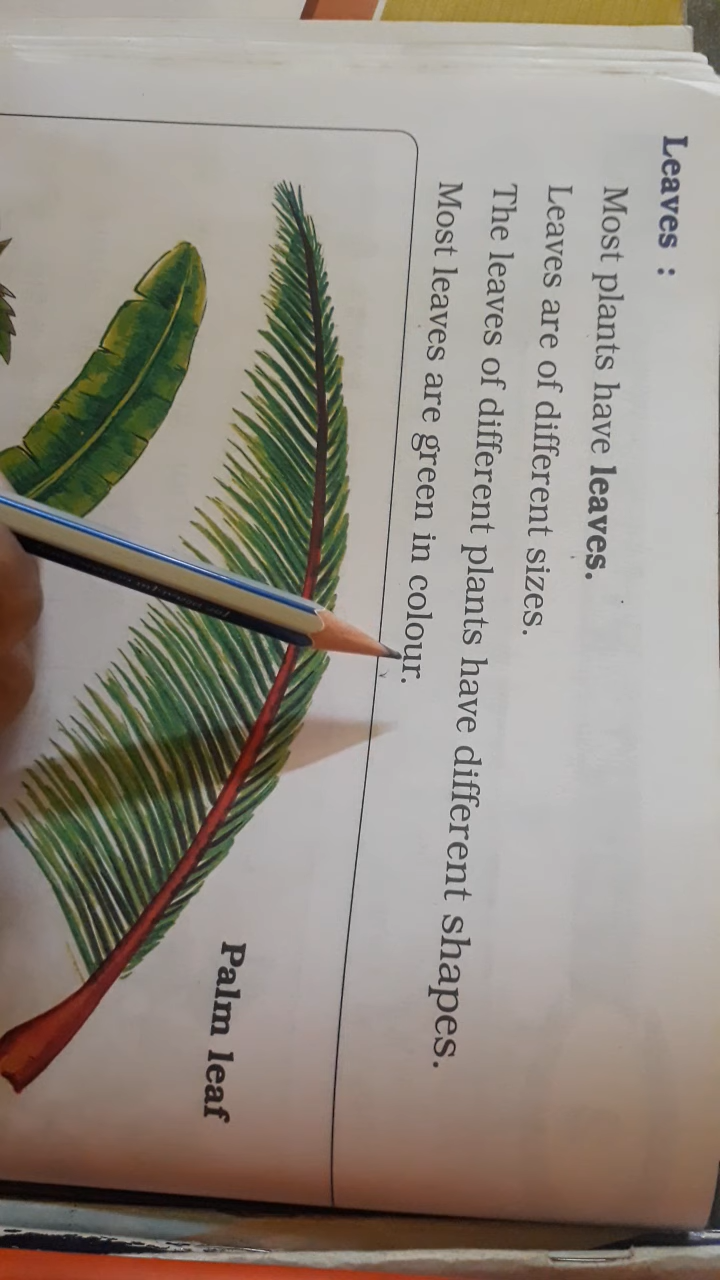 Leaves :
Most plants have leaves.
Leaves are of different sizes.
The leaves of different plants have different shapes.
Most leaves are green in colour.
Palm leaf